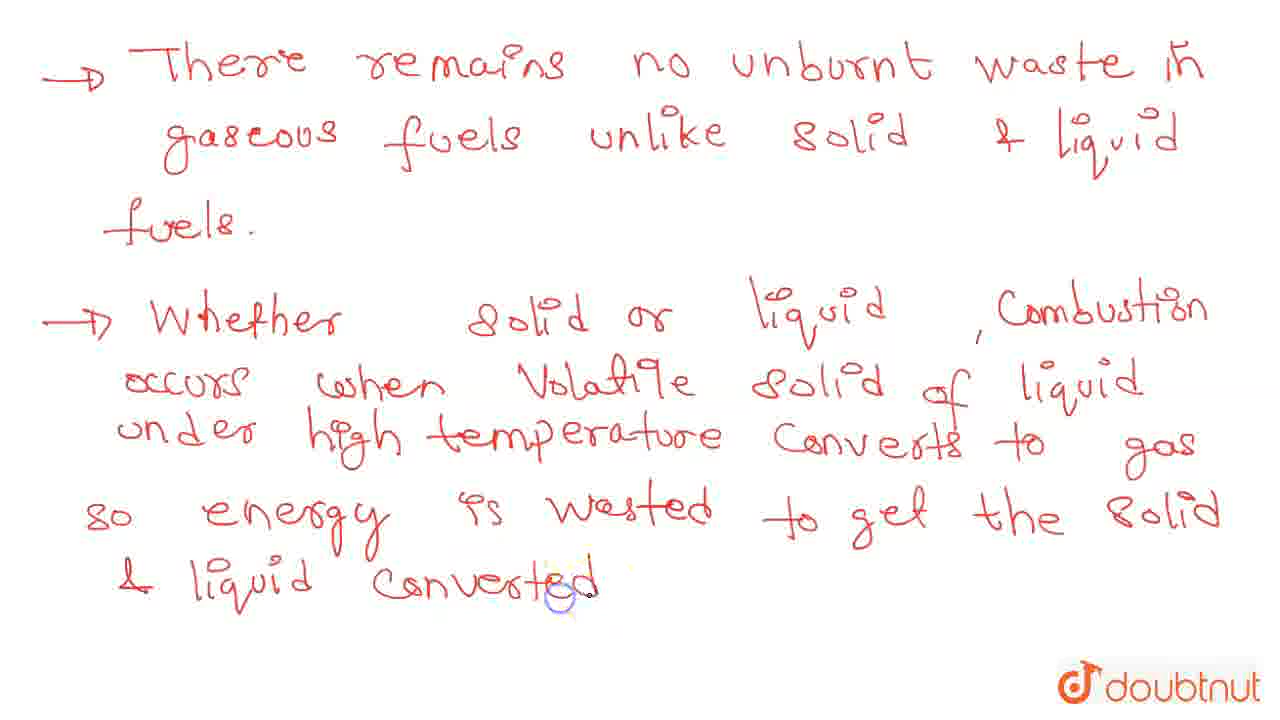 → There remains no unburnt waste in
gaseous fuels unlike solid & liquid
fuels.
→ Whether solid or liquid, Combustion
occurs when Volatile solid of liquid
under high temperature Converts to gas
so energy is wasted to get the solid
& liquid converted
doubtnut